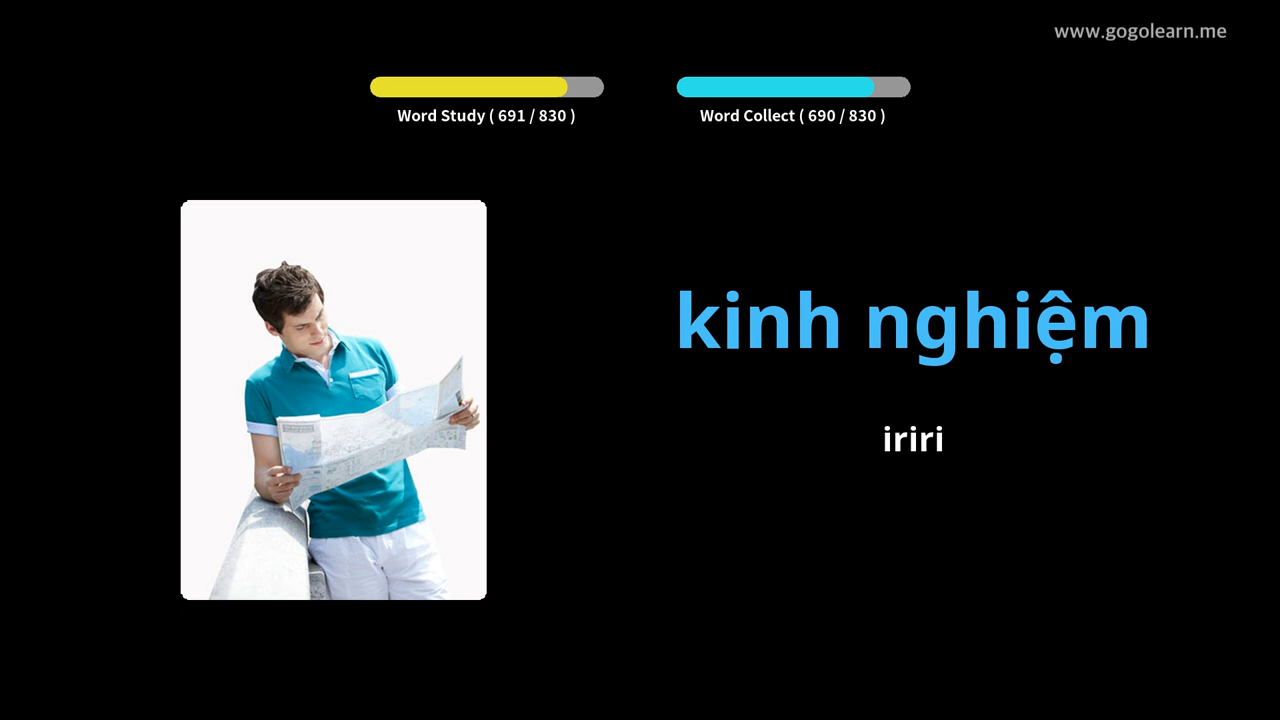 www.gogolearn.me
Word Study ( 691 / 830 )
Word Collect ( 690 / 830 )
kinh nghiệm
iriri